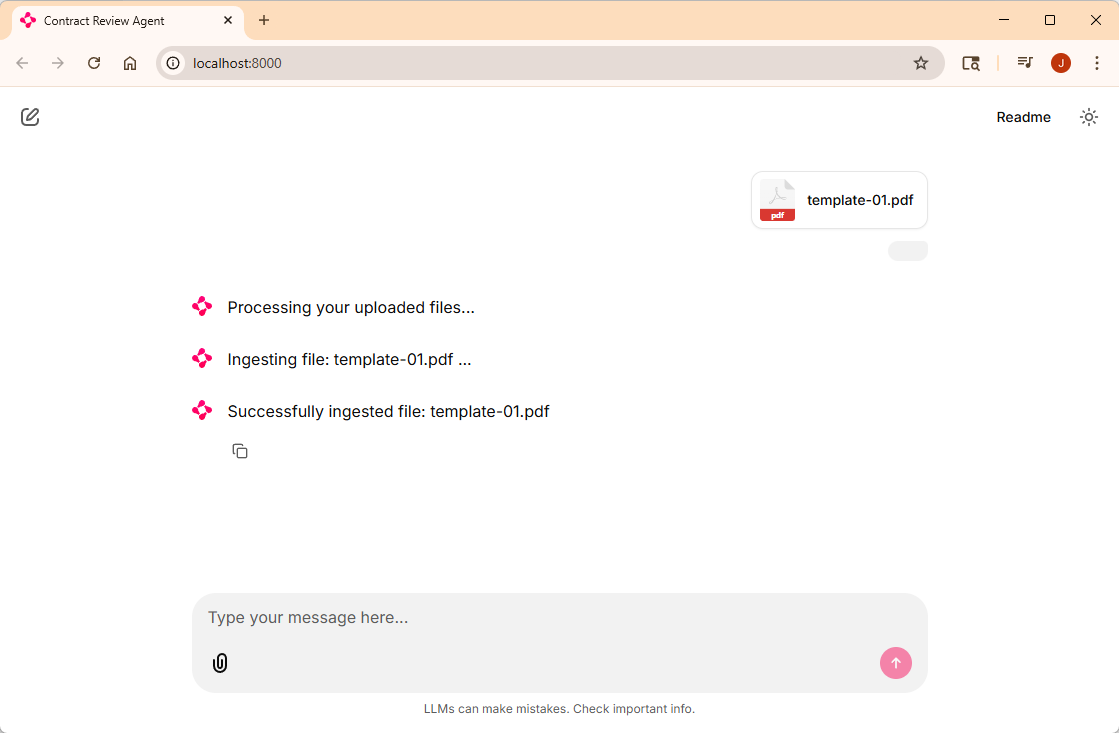 Contract Review Agent
localhost:8000
J
Readme
pdf
template-01.pdf
Processing your uploaded files...
Ingesting file: template-01.pdf ...
Successfully ingested file: template-01.pdf
Type your message here...
LLMs can make mistakes. Check important info.